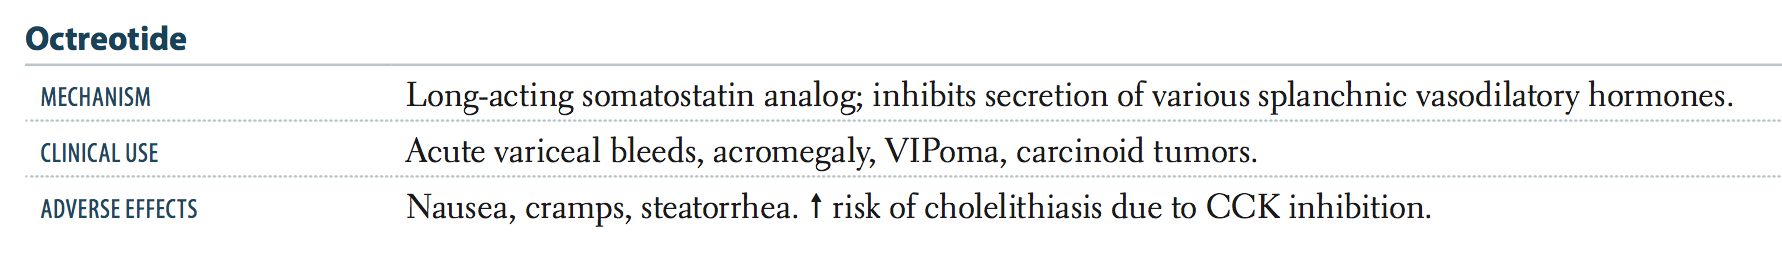 Octreotide
MECHANISM Long-acting somatostatin analog; inhibits secretion of various splanchnic vasodilatory hormones.
CLINICAL USE Acute variceal bleeds, acromegaly, VIPoma, carcinoid tumors.
ADVERSE EFFECTS Nausea, cramps, steatorrhea. ↑ risk of cholelithiasis due to CCK inhibition.